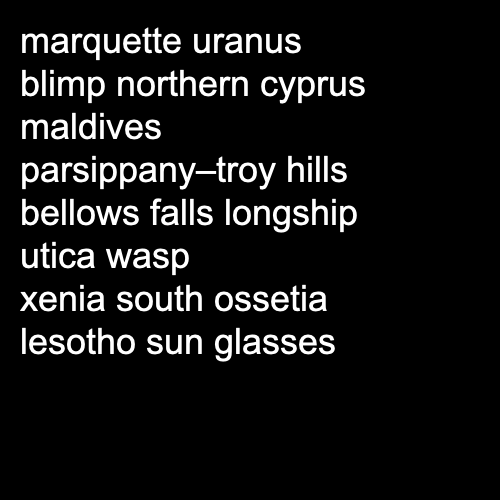 marquette uranus
blimp northern cyprus
maldives
parsippany–troy hills
bellows falls longship
utica wasp
xenia south ossetia
lesotho sun glasses